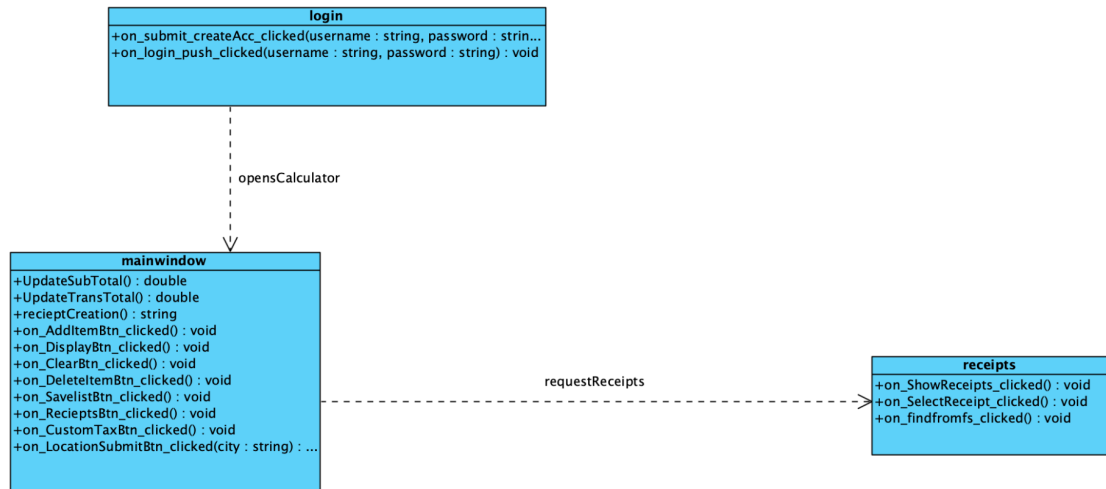 login
+on_submit_createAcc_clicked(username : string, password : strin...
+on_login_push_clicked(username : string, password : string) : void
opensCalculator
mainwindow
+UpdateSubTotal() : double
+UpdateTransTotal() : double
+recieptCreation() : string
+on_AddItemBtn_clicked() : void
+on_DisplayBtn_clicked() : void
+on_ClearBtn_clicked() : void
+on_DeleteItemBtn_clicked() : void
+on_SavelistBtn_clicked() : void
+on_RecieptsBtn_clicked() : void
+on_CustomTaxBtn_clicked() : void
+on_LocationSubmitBtn_clicked(city : string) : ...
requestReceipts
receipts
+on_ShowReceipts_clicked() : void
+on_SelectReceipt_clicked() : void
+on_findfromfs_clicked() : void